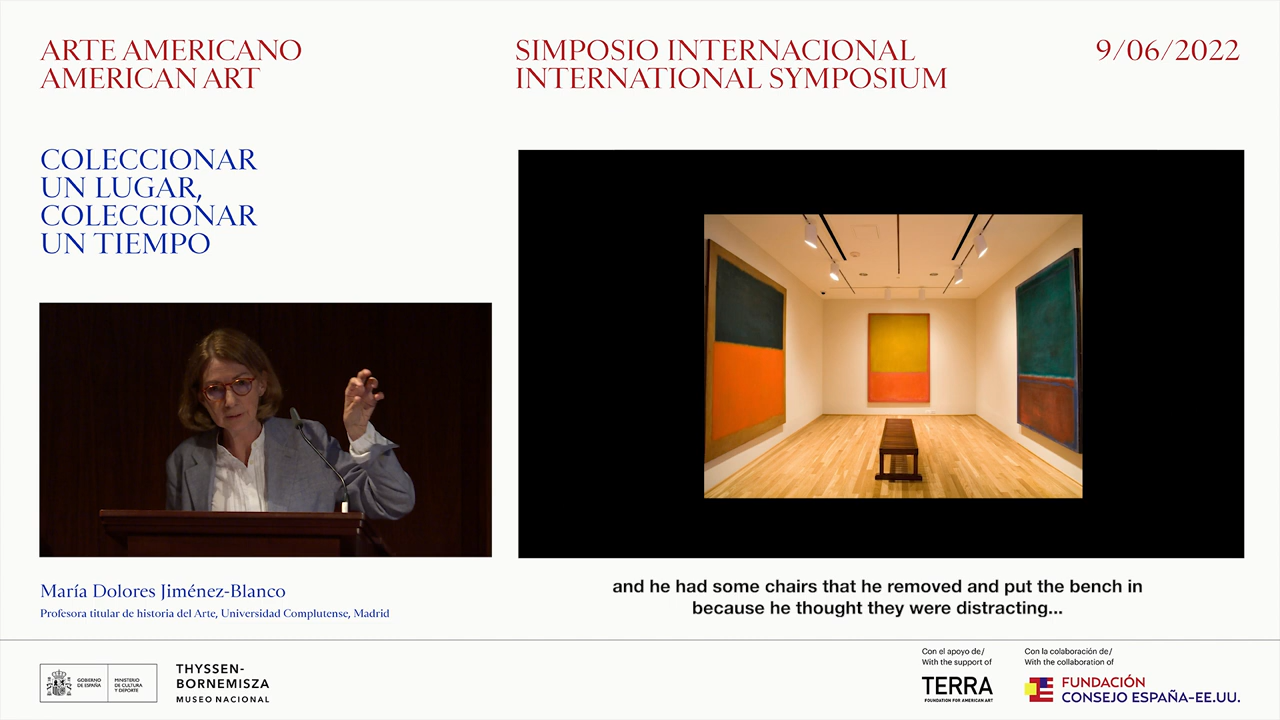 ARTE AMERICANO
AMERICAN ART
SIMPOSIO INTERNACIONAL
INTERNATIONAL SYMPOSIUM
9/06/2022
COLECCIONAR
UN LUGAR,
COLECCIONAR
UN TIEMPO
María Dolores Jiménez-Blanco
Profesora titular de historia del Arte, Universidad Complutense, Madrid
and he had some chairs that he removed and put the bench in
because he thought they were distracting...
GOBIERNO
DE ESPAÑA
MINISTERIO
DE CULTURA
Y DEPORTE
THYSSEN-
BORNEMISZA
MUSEO NACIONAL
Con el apoyo de/
With the support of
TERRA
FOUNDATION FOR AMERICAN ART
Con la colaboración de/
With the collaboration of
FUNDACIÓN
CONSEJO ESPAÑA-EE.UU.